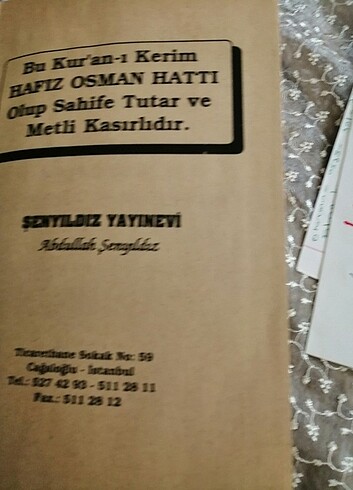 Bu Kur'an-ı Kerim
HAFIZ OSMAN HATTI
Olup Sahife Tutar ve
Metli Kasırlıdır.
ŞENYILDIZ YAYINEVİ
Abdullah Şenyıldız
Ticarethane Sokak No: 59
Cağaloğlu - İstanbul
Tel.: 527 42 93 - 511 28 11
Fax.: 511 28 12